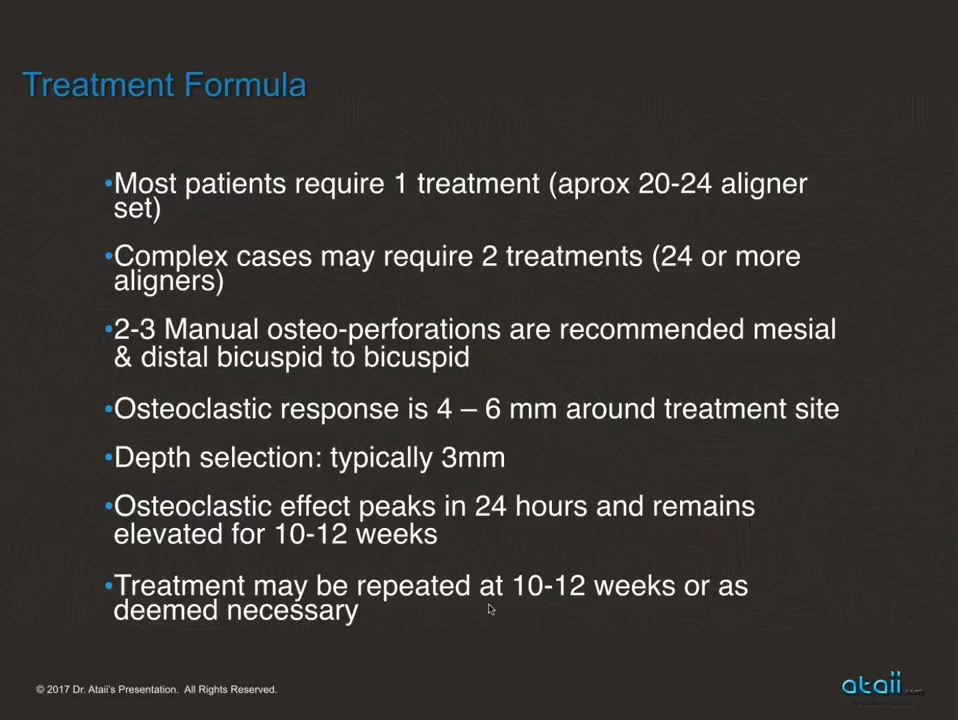 Treatment Formula
•Most patients require 1 treatment (aprox 20-24 aligner
set)
•Complex cases may require 2 treatments (24 or more
aligners)
•2-3 Manual osteo-perforations are recommended mesial
& distal bicuspid to bicuspid
•Osteoclastic response is 4 – 6 mm around treatment site
•Depth selection: typically 3mm
•Osteoclastic effect peaks in 24 hours and remains
elevated for 10-12 weeks
•Treatment may be repeated at 10-12 weeks or as
deemed necessary
© 2017 Dr. Ataii's Presentation. All Rights Reserved.
ataii.com